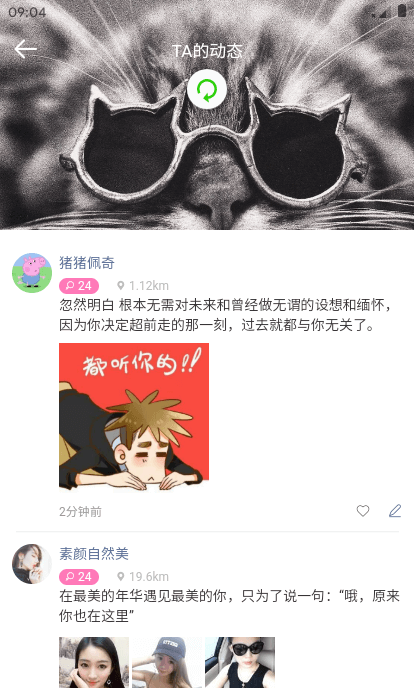 09:04
TA的动态
猪猪佩奇
24 1.12km
忽然明白 根本无需对未来和曾经做无谓的设想和缅怀，
因为你决定超前走的那一刻，过去就都与你无关了。
都听你的!!
2分钟前
素颜自然美
24 19.6km
在最美的年华遇见最美的你，只为了说一句：“哦，原来
你也在这里”